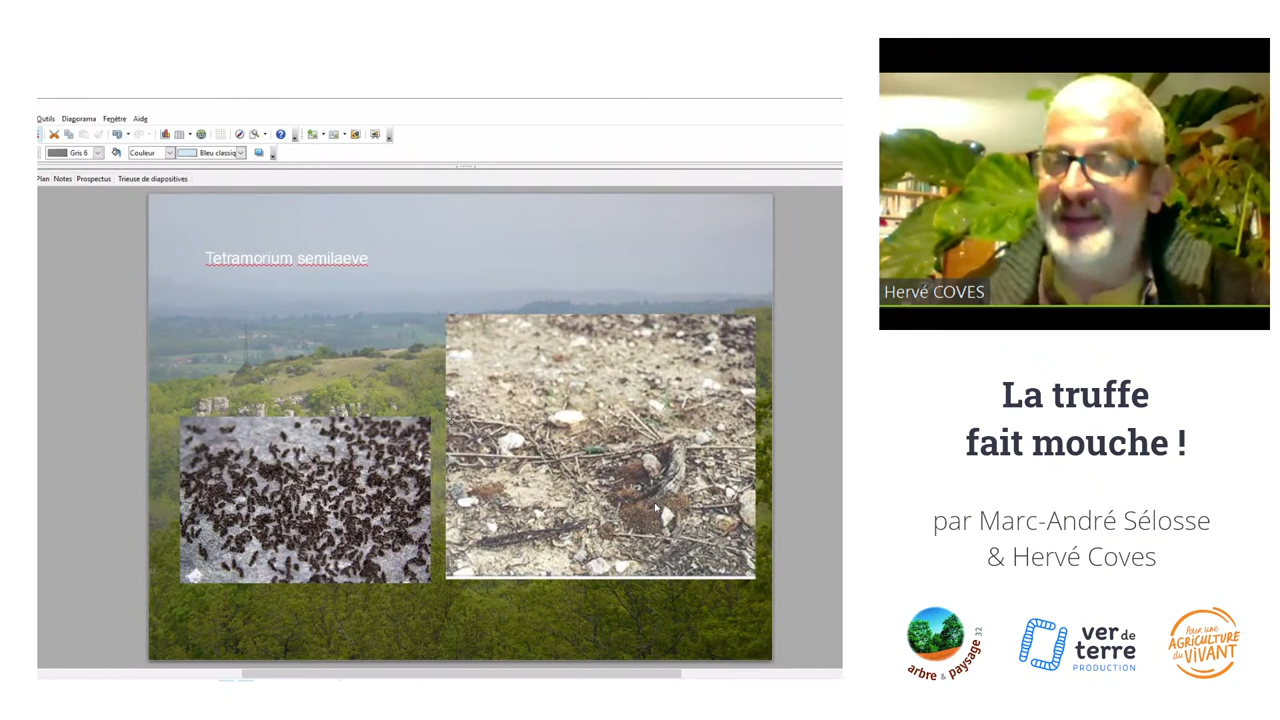 Outils Diaporama Fenêtre Aide
Gris 6 Couleur Bleu classiq
Plan Notes Prospectus Trieuse de diapositives
Tetramorium semilaeve
Hervé COVES
La truffe
fait mouche !
par Marc-André Sélosse
& Hervé Coves
arbre & paysage 32
ver de
terre
PRODUCTION
Pour une
AGRICULTURE
du ViVANT